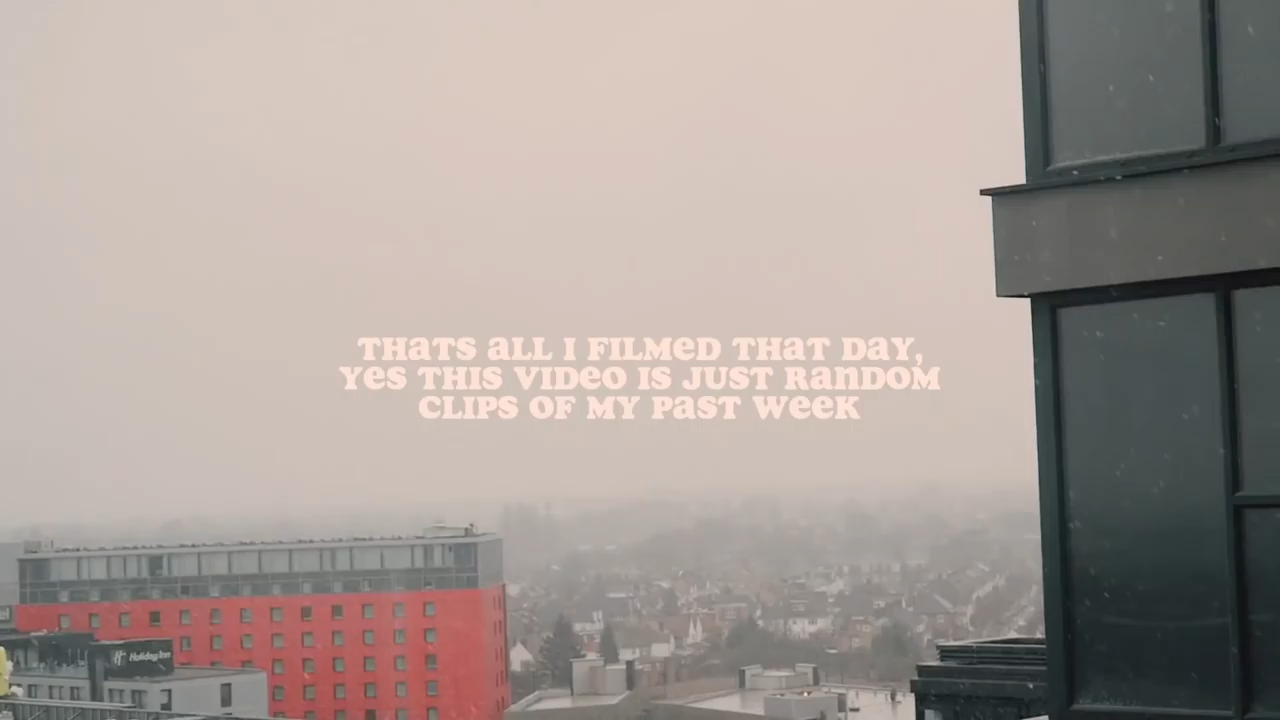 THATS ALL I FILMED THAT DAY,
YES THIS VIDEO IS JUST RANDOM
CLIPS OF MY PAST WEEK
H Holiday Inn